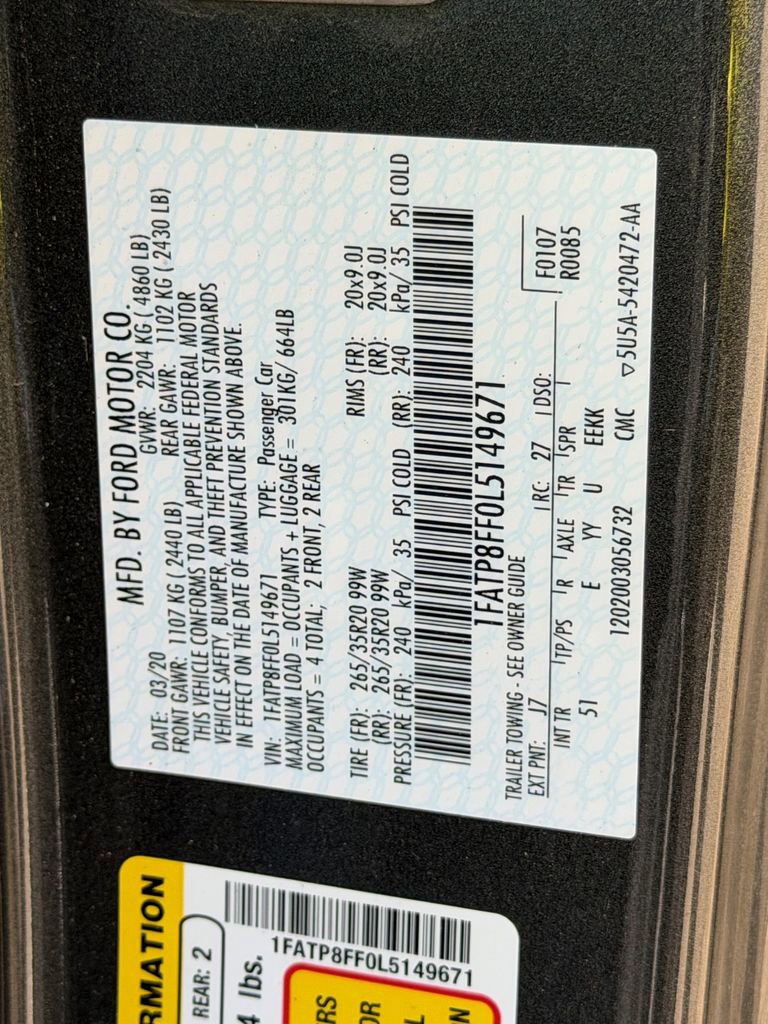 MFD. BY FORD MOTOR CO.
DATE: 03/20 GVWR: 2204 KG ( 4860 LB)
FRONT GAWR: 1107 KG ( 2440 LB) REAR GAWR: 1102 KG ( 2430 LB)
THIS VEHICLE CONFORMS TO ALL APPLICABLE FEDERAL MOTOR
VEHICLE SAFETY, BUMPER, AND THEFT PREVENTION STANDARDS
IN EFFECT ON THE DATE OF MANUFACTURE SHOWN ABOVE.
VIN: 1FATP8FF0L5149671 TYPE: Passenger Car
MAXIMUM LOAD = OCCUPANTS + LUGGAGE = 301KG/ 664LB
OCCUPANTS = 4 TOTAL; 2 FRONT, 2 REAR
TIRE (FR): 265/35R20 99W RIMS (FR): 20x9.0J
(RR): 265/35R20 99W (RR): 20x9.0J
PRESSURE (FR): 240 kPa/ 35 PSI COLD (RR): 240 kPa/ 35 PSI COLD
1FATP8FF0L5149671
TRAILER TOWING - SEE OWNER GUIDE F0107
EXT PNT: J7 RC: 27 DSO: R0085
INT TR TP/PS R AXLE TR SPR
51 E YY U EEKK
1202003056732 CMC ▽5U5A-5420472-AA
RMATION
REAR: 2
4 lbs.
1FATP8FF0L5149671
RS
OR
L
N